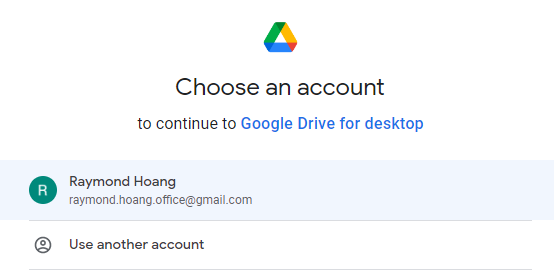 Choose an account
to continue to Google Drive for desktop
R
Raymond Hoang
raymond.hoang.office@gmail.com
Use another account